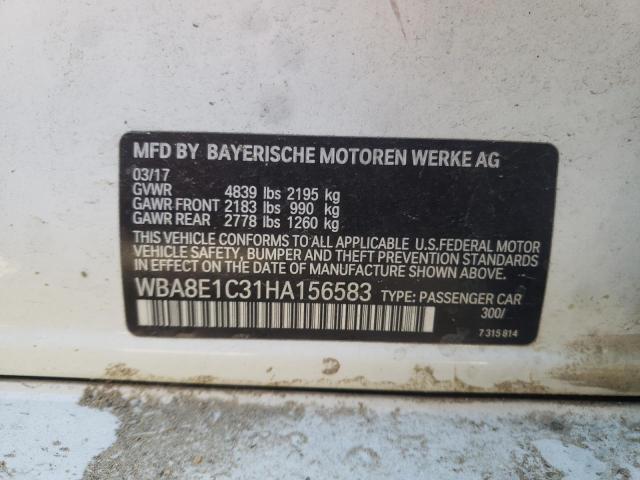 MFD BY BAYERISCHE MOTOREN WERKE AG
03/17
GVWR 4839 lbs 2195 kg
GAWR FRONT 2183 lbs 990 kg
GAWR REAR 2778 lbs 1260 kg
THIS VEHICLE CONFORMS TO ALL APPLICABLE U.S.FEDERAL MOTOR
VEHICLE SAFETY, BUMPER AND THEFT PREVENTION STANDARDS
IN EFFECT ON THE DATE OF MANUFACTURE SHOWN ABOVE.
WBA8E1C31HA156583 TYPE: PASSENGER CAR
300/
7 315 814